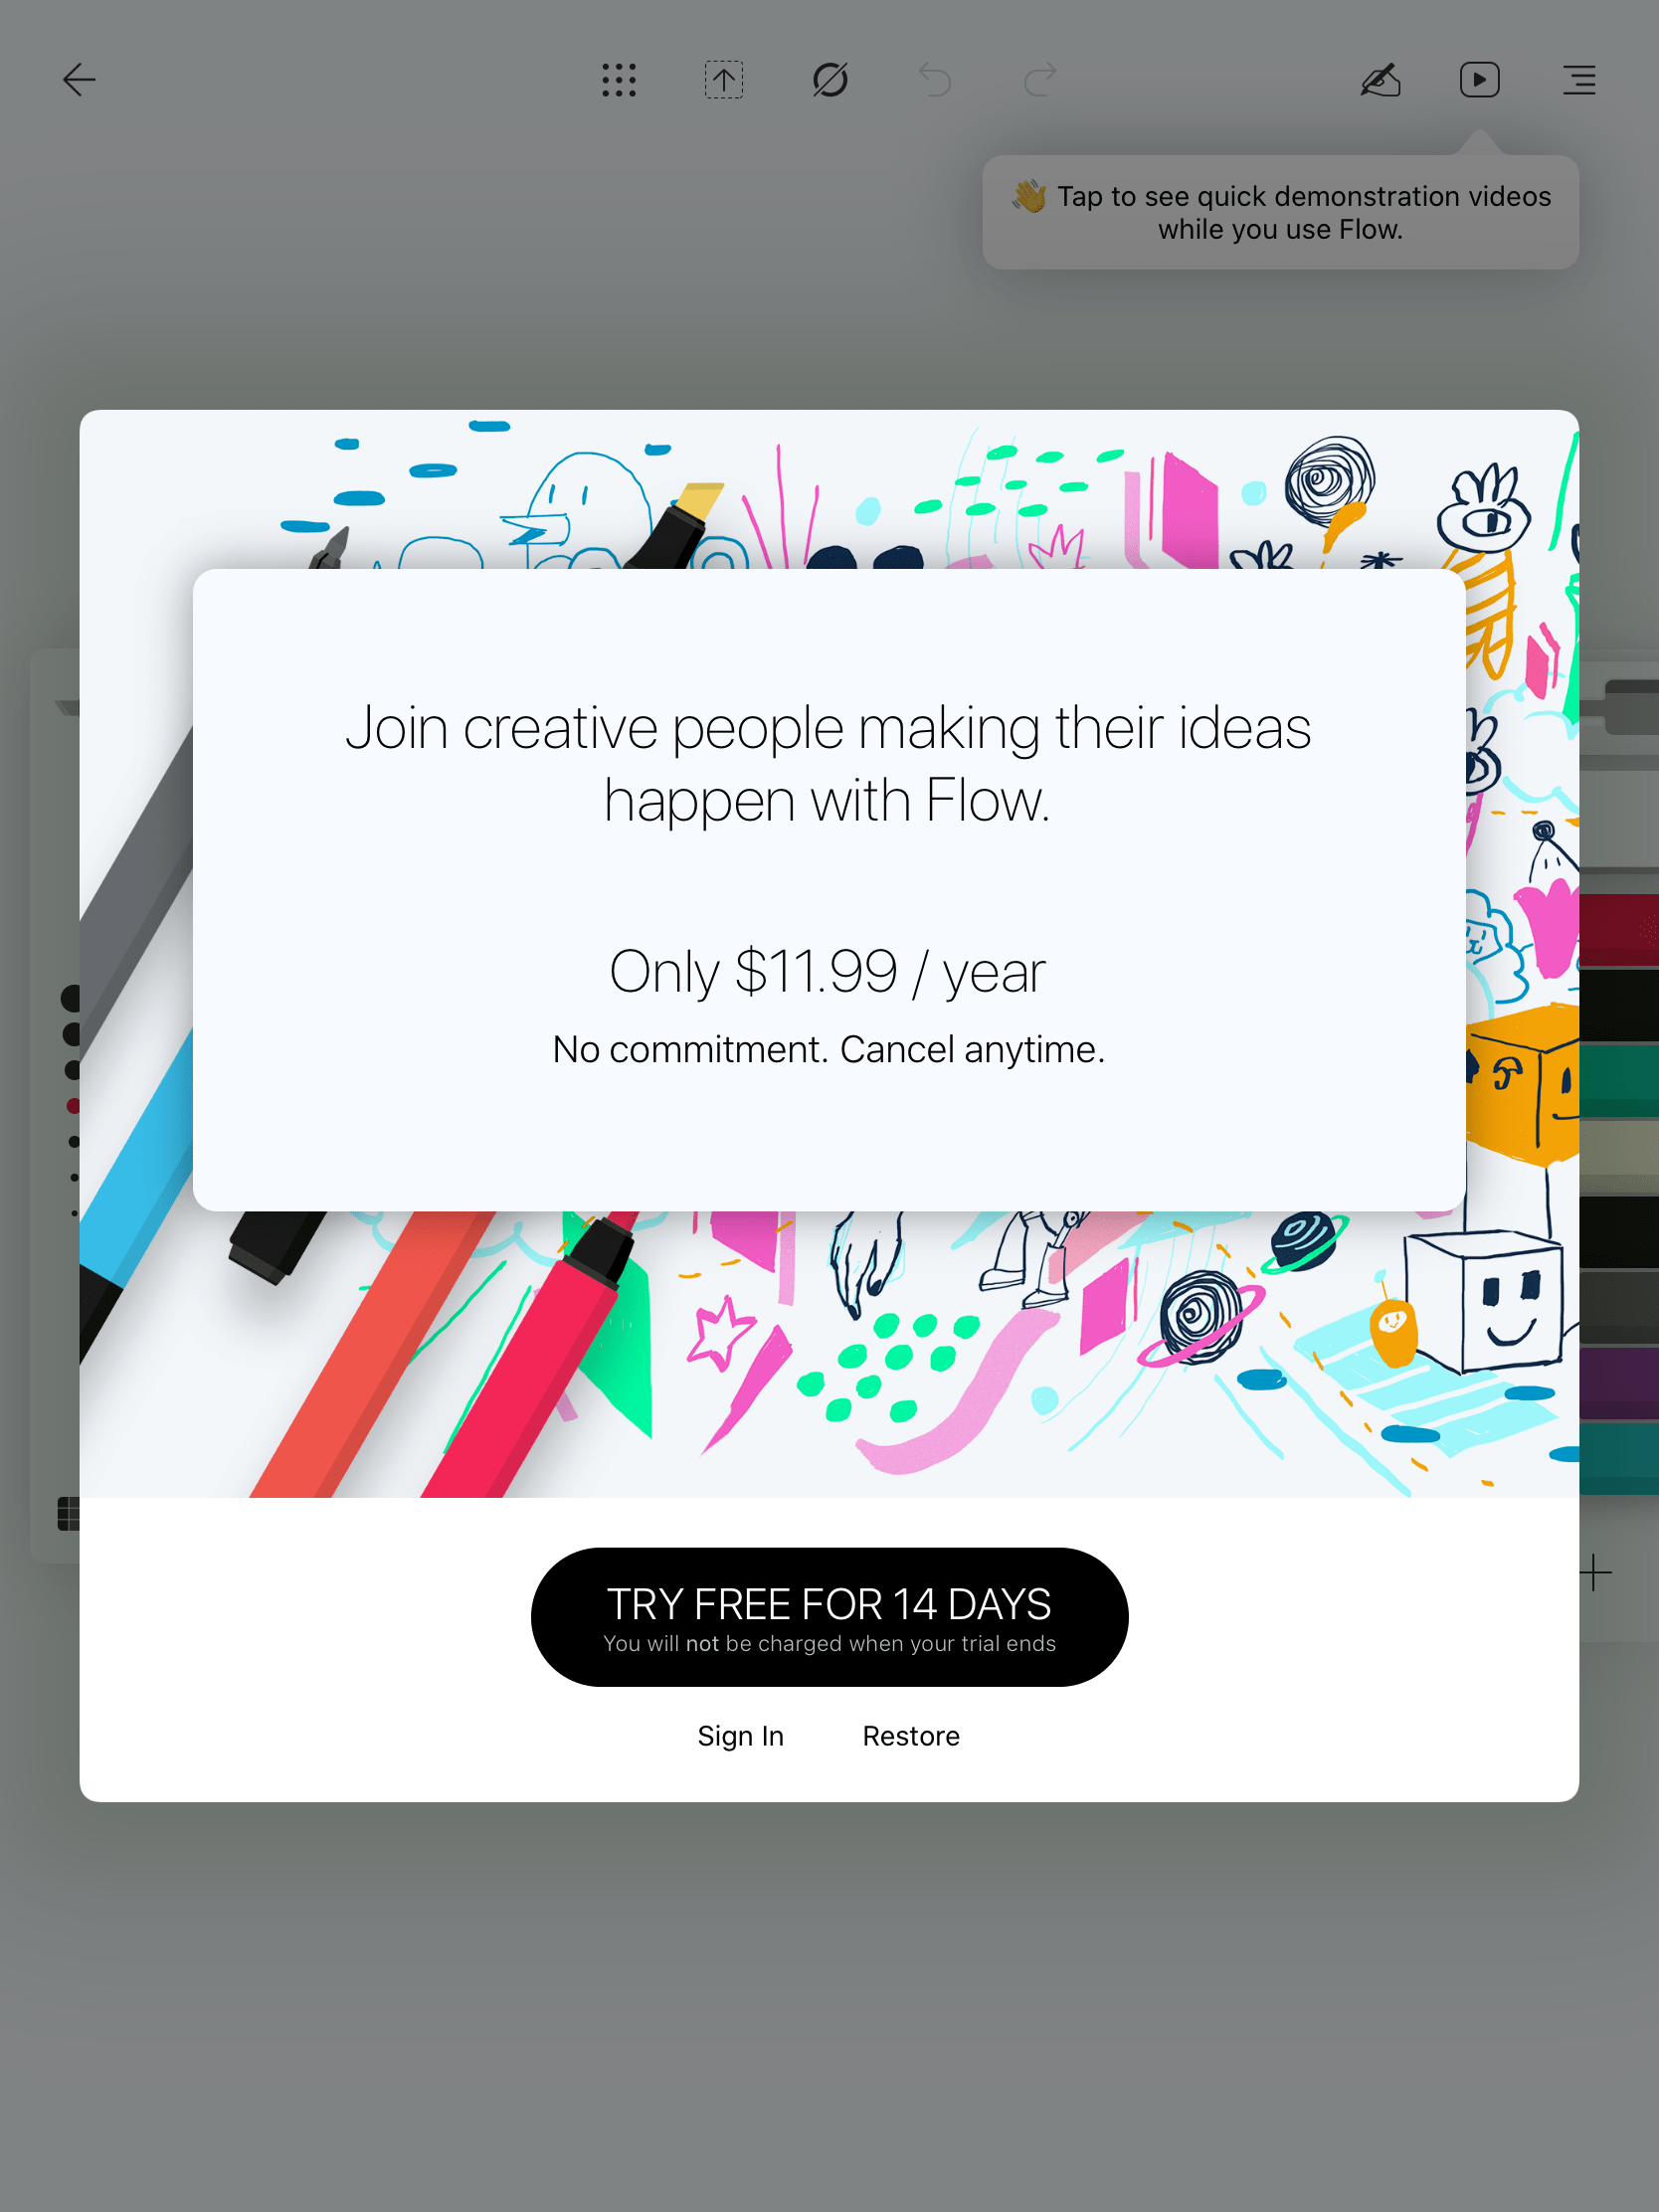 👋 Tap to see quick demonstration videos
while you use Flow.
Join creative people making their ideas
happen with Flow.
Only $11.99 / year
No commitment. Cancel anytime.
TRY FREE FOR 14 DAYS
You will not be charged when your trial ends
Sign In
Restore